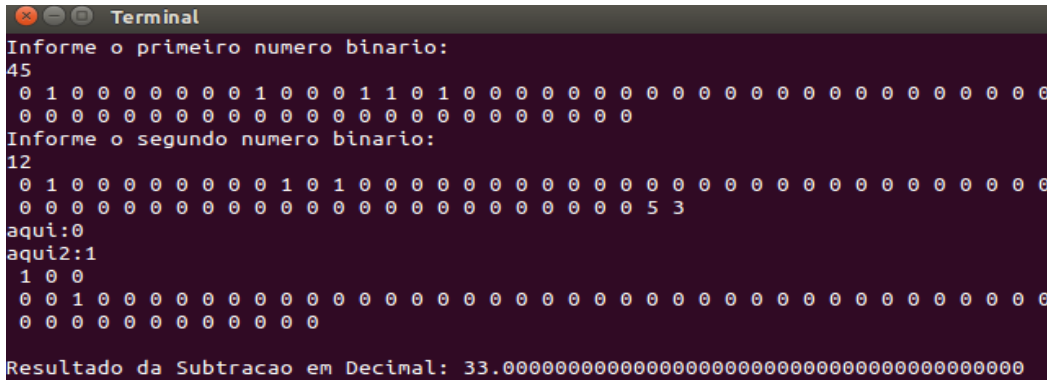 Terminal
Informe o primeiro numero binario:
45
0 1 0 0 0 0 0 0 0 1 0 0 0 1 1 0 1 0 0 0 0 0 0 0 0 0 0 0 0 0 0 0 0 0 0 0 0 0 0 0
0 0 0 0 0 0 0 0 0 0 0 0 0 0 0 0 0 0 0 0 0 0 0 0
Informe o segundo numero binario:
12
0 1 0 0 0 0 0 0 0 0 1 0 1 0 0 0 0 0 0 0 0 0 0 0 0 0 0 0 0 0 0 0 0 0 0 0 0 0 0 0
0 0 0 0 0 0 0 0 0 0 0 0 0 0 0 0 0 0 0 0 0 0 0 0 5 3
aqui:0
aqui2:1
1 0 0
0 0 1 0 0 0 0 0 0 0 0 0 0 0 0 0 0 0 0 0 0 0 0 0 0 0 0 0 0 0 0 0 0 0 0 0 0 0 0 0
0 0 0 0 0 0 0 0 0 0 0 0
Resultado da Subtracao em Decimal: 33.0000000000000000000000000000000000000000